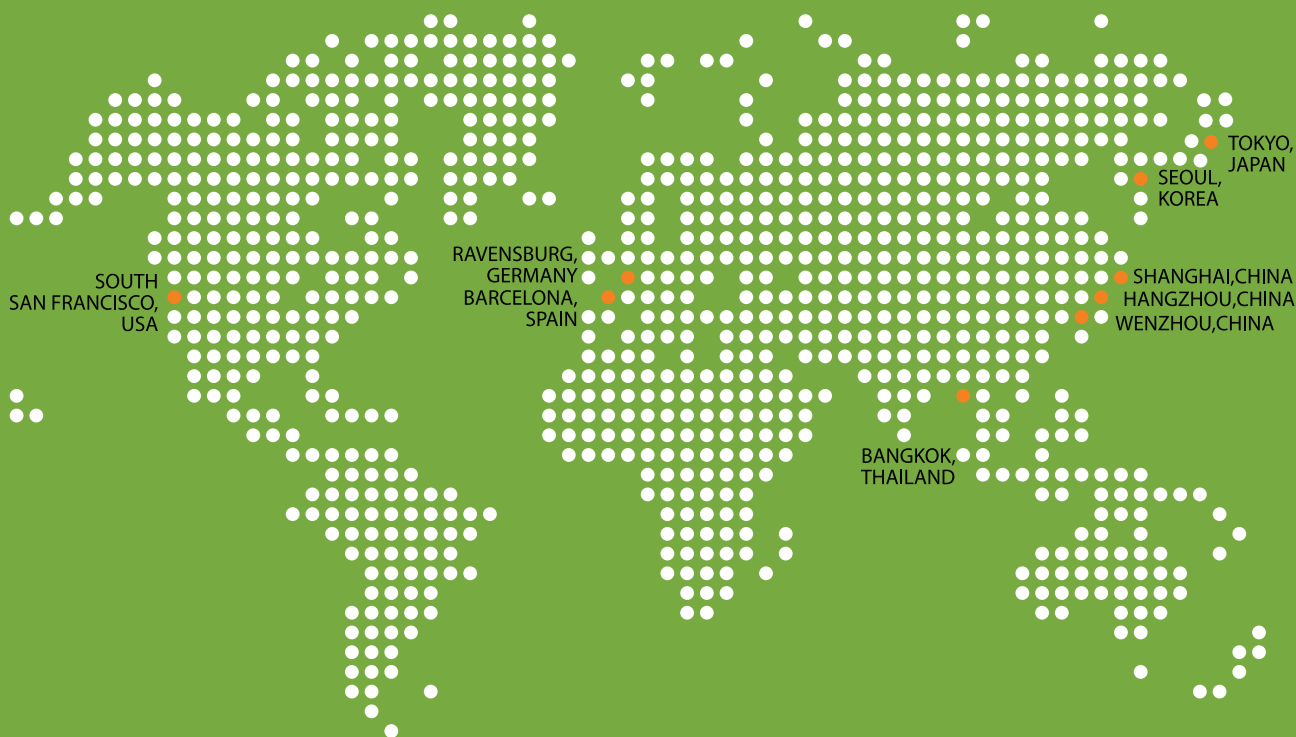 TOKYO,
JAPAN
SEOUL,
KOREA
RAVENSBURG,
GERMANY
BARCELONA,
SPAIN
SOUTH
SAN FRANCISCO,
USA
SHANGHAI,CHINA
HANGZHOU,CHINA
WENZHOU,CHINA
BANGKOK,
THAILAND